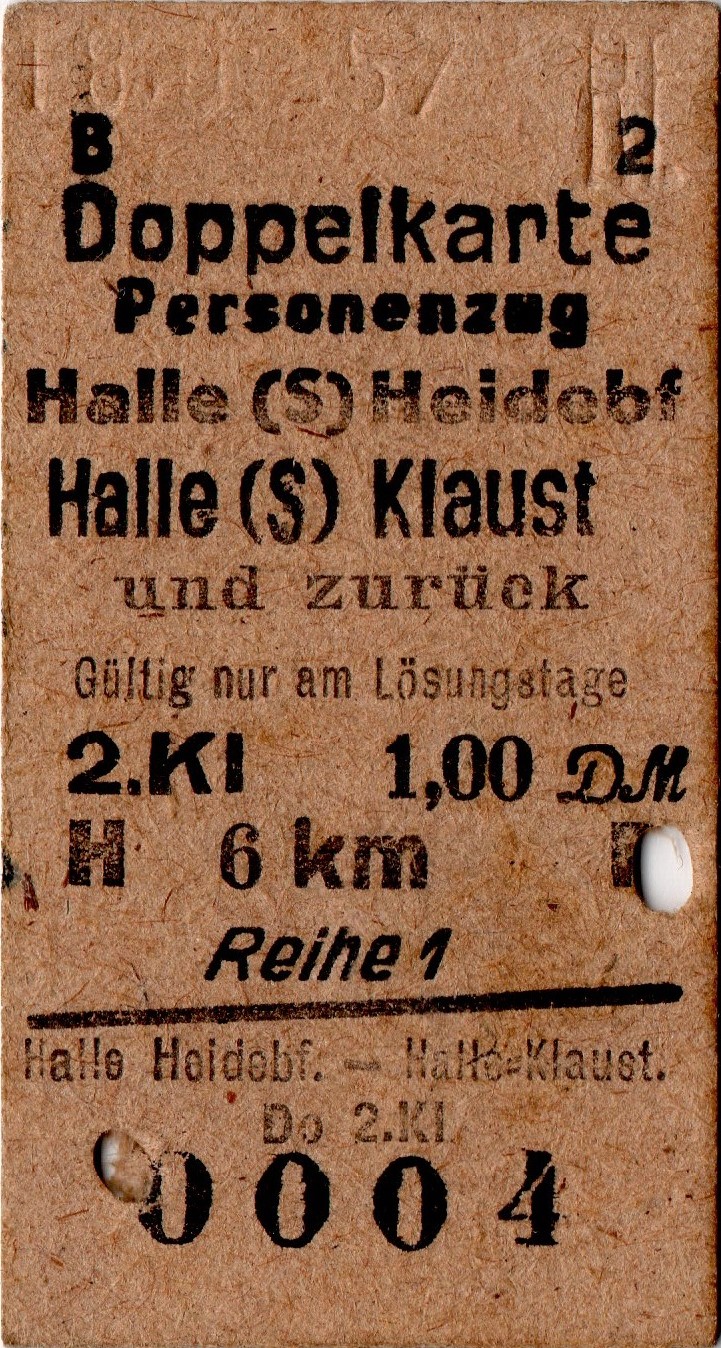 B 2
Doppelkarte
Personenzug
Halle (S) Heidebf
Halle (S) Klaust
und zurück
Gültig nur am Lösungstage
2.Kl 1,00 DM
H 6 km
Reihe 1
Halle Heidebf. - Halle-Klaust.
Do 2.Kl
0004